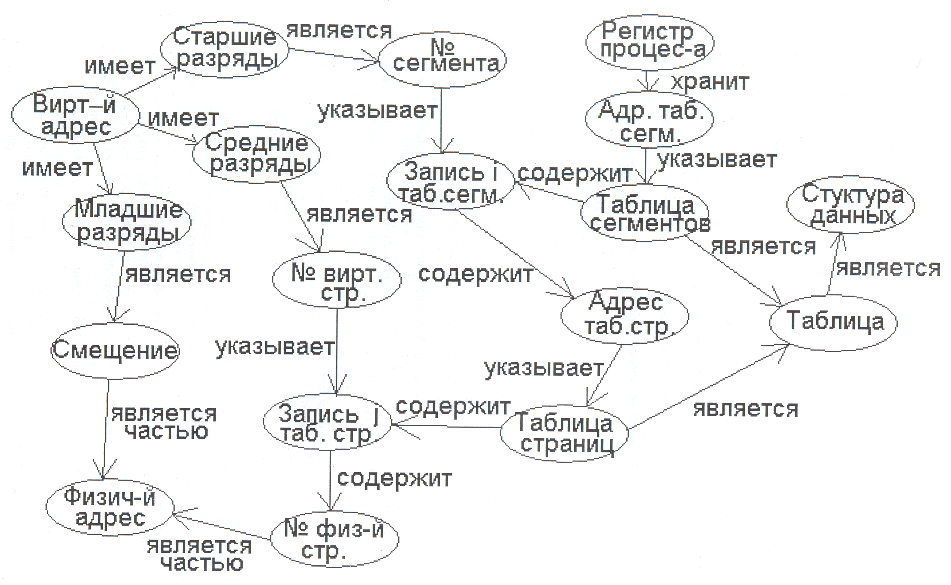 Старшие
разряды
является
№
сегмента
Регистр
процес-а
имеет
хранит
Вирт–й
адрес
имеет
указывает
Адр. таб.
сегм.
имеет
Средние
разряды
Запись i
таб.сегм.
содержит
указывает
Младшие
разряды
является
Таблица
сегментов
Стуктура
данных
является
№ вирт.
стр.
содержит
является
является
Адрес
таб.стр.
Таблица
Смещение
указывает
указывает
является
частью
Запись j
таб. стр.
содержит
Таблица
страниц
является
Физич-й
адрес
содержит
является
частью
№ физ-й
стр.